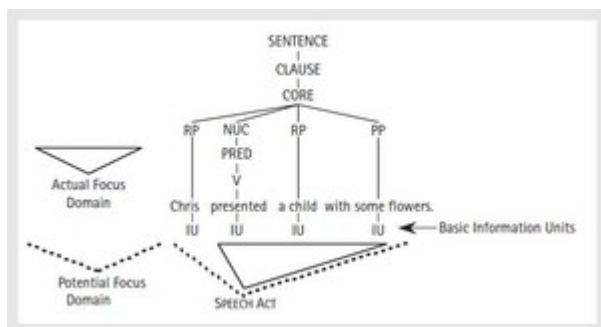 SENTENCE
CLAUSE
CORE
RP NUC RP PP
PRED
V
Actual Focus
Domain
Chris presented a child with some flowers.
IU IU IU IU Basic Information Units
Potential Focus
Domain
SPEECH ACT